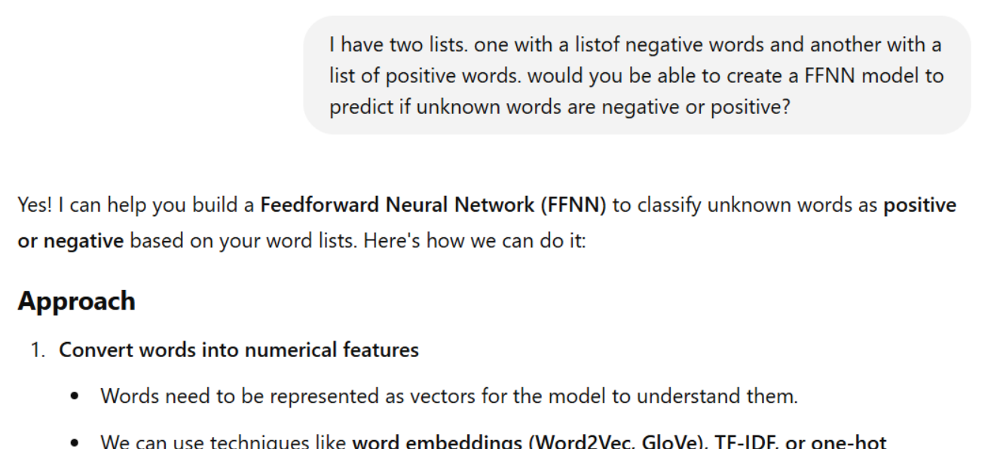 I have two lists. one with a listof negative words and another with a
list of positive words. would you be able to create a FFNN model to
predict if unknown words are negative or positive?
Yes! I can help you build a Feedforward Neural Network (FFNN) to classify unknown words as positive
or negative based on your word lists. Here's how we can do it:
Approach
1. Convert words into numerical features
• Words need to be represented as vectors for the model to understand them.
• We can use techniques like word embeddings (Word2Vec, GloVe), TF-IDF, or one-hot